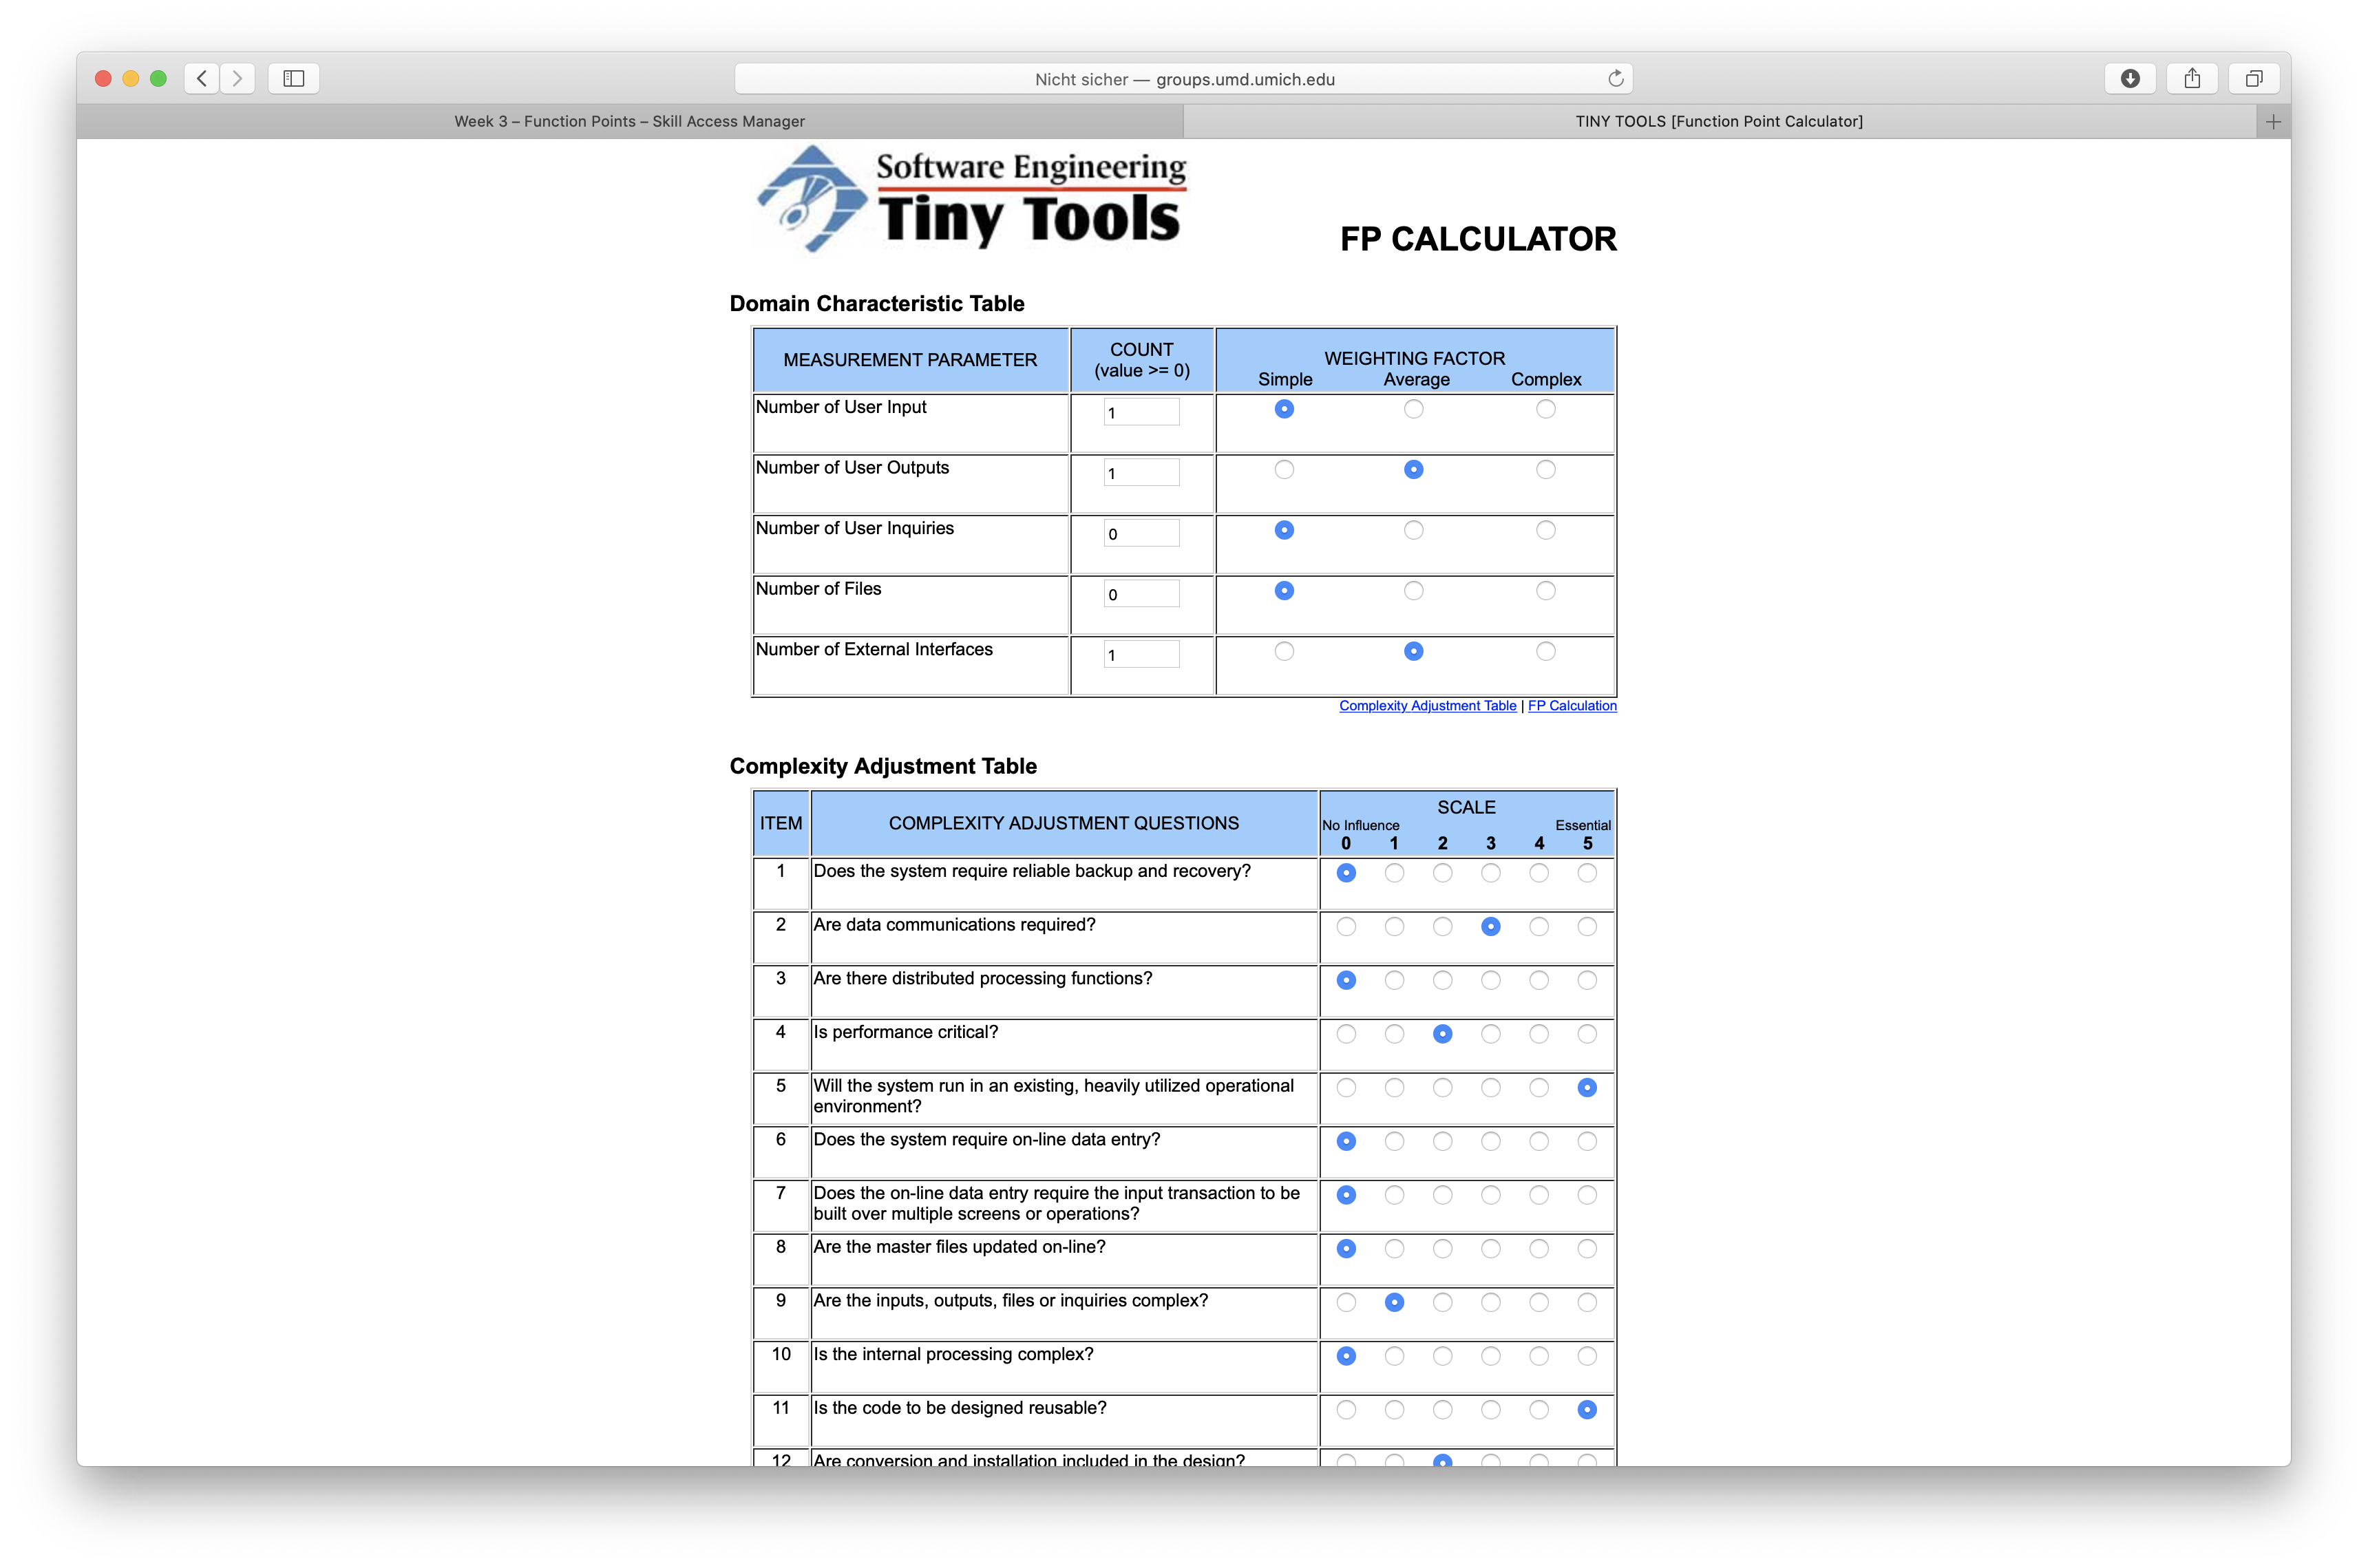 Nicht sicher — groups.umd.umich.edu
Week 3 – Function Points – Skill Access Manager
TINY TOOLS [Function Point Calculator]
Software Engineering
Tiny Tools
FP CALCULATOR
Domain Characteristic Table
MEASUREMENT PARAMETER
COUNT
(value >= 0)
WEIGHTING FACTOR
Simple Average Complex
Number of User Input 1
Number of User Outputs 1
Number of User Inquiries 0
Number of Files 0
Number of External Interfaces 1
Complexity Adjustment Table | FP Calculation
Complexity Adjustment Table
ITEM
COMPLEXITY ADJUSTMENT QUESTIONS
SCALE
No Influence Essential
0 1 2 3 4 5
1 Does the system require reliable backup and recovery?
2 Are data communications required?
3 Are there distributed processing functions?
4 Is performance critical?
5 Will the system run in an existing, heavily utilized operational
environment?
6 Does the system require on-line data entry?
7 Does the on-line data entry require the input transaction to be
built over multiple screens or operations?
8 Are the master files updated on-line?
9 Are the inputs, outputs, files or inquiries complex?
10 Is the internal processing complex?
11 Is the code to be designed reusable?
12 Are conversion and installation included in the design?